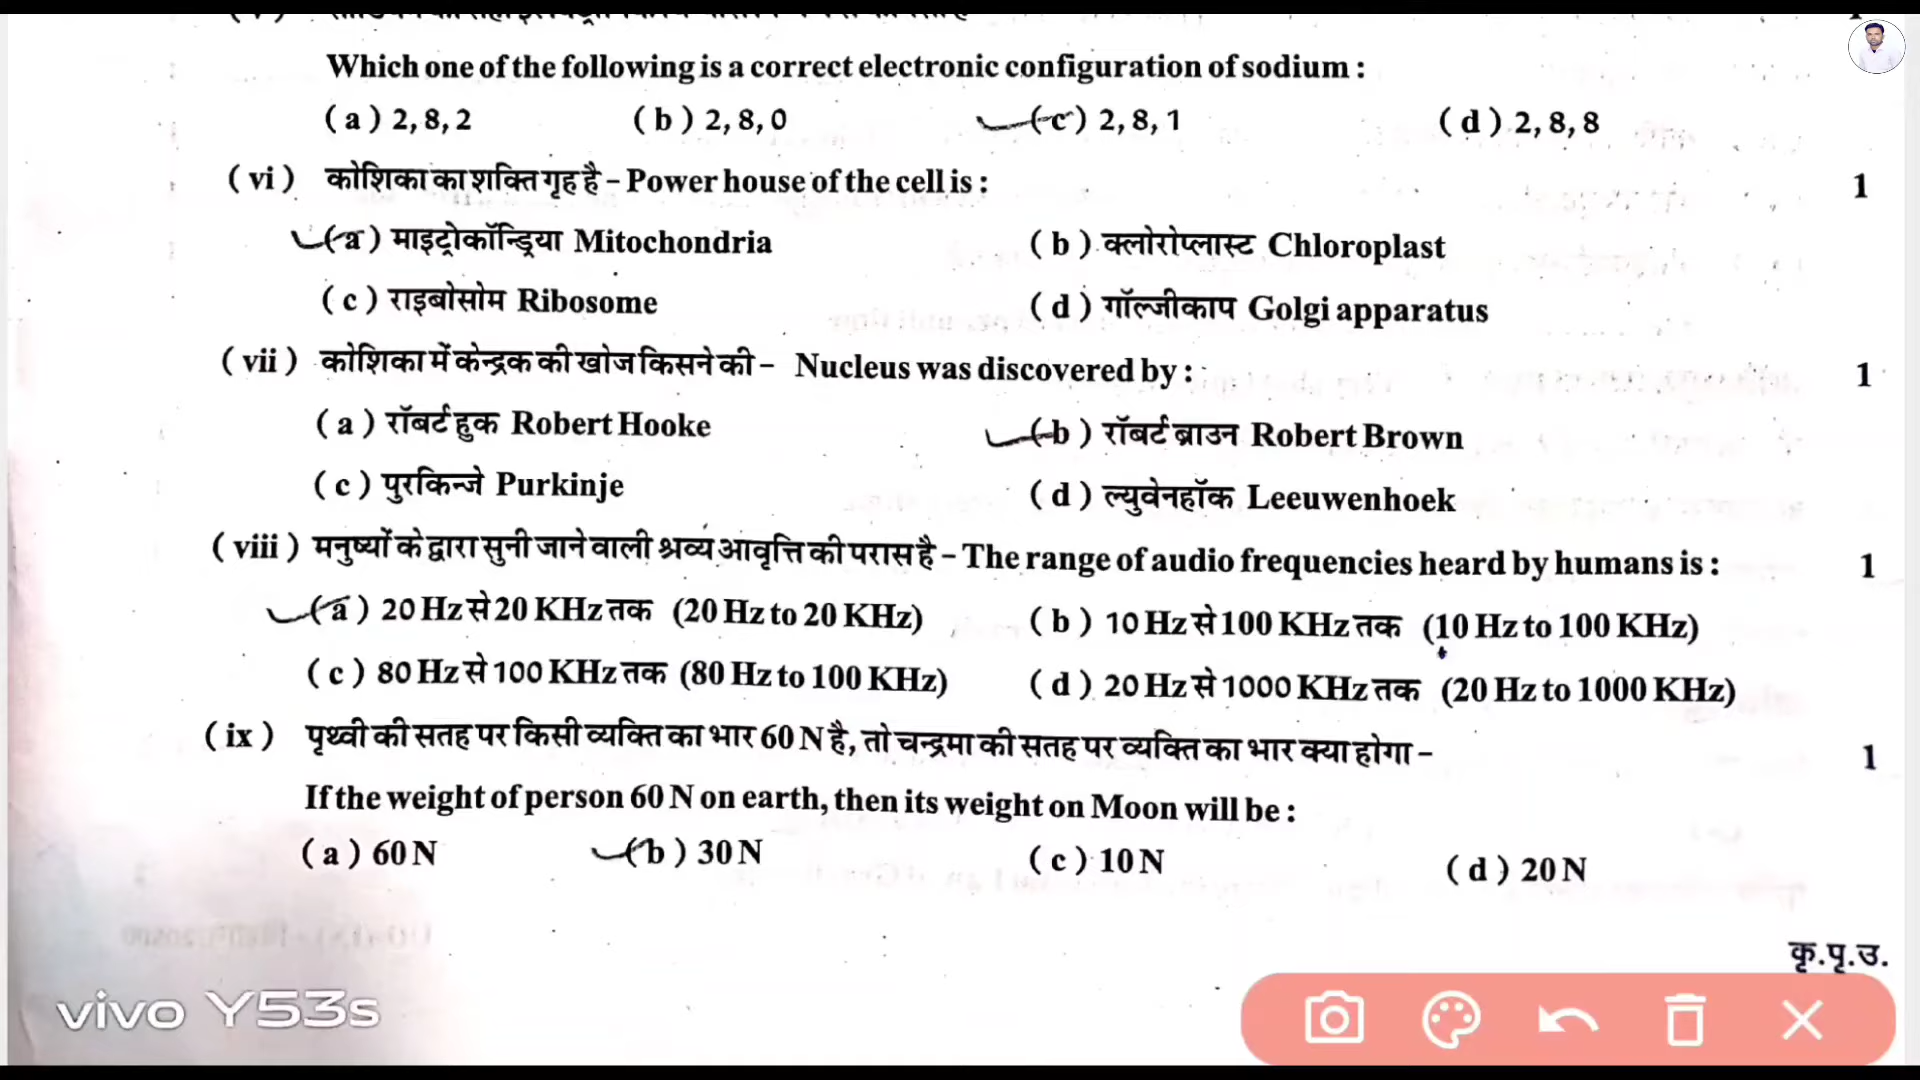 Which one of the following is a correct electronic configuration of sodium :
( a ) 2, 8, 2 ( b ) 2, 8, 0 ( c ) 2, 8, 1 ( d ) 2, 8, 8
( vi ) कोशिका का शक्ति गृह है – Power house of the cell is : 1
( a ) माइट्रोकॉन्ड्रिया Mitochondria ( b ) क्लोरोप्लास्ट Chloroplast
( c ) राइबोसोम Ribosome ( d ) गॉल्जीकाय Golgi apparatus
( vii ) कोशिका में केन्द्रक की खोज किसने की – Nucleus was discovered by : 1
( a ) रॉबर्ट हुक Robert Hooke ( b ) रॉबर्ट ब्राउन Robert Brown
( c ) पुरकिन्जे Purkinje ( d ) ल्युवेनहॉक Leeuwenhoek
( viii ) मनुष्यों के द्वारा सुनी जाने वाली श्रव्य आवृत्ति की परास है – The range of audio frequencies heard by humans is : 1
( a ) 20 Hz से 20 KHz तक (20 Hz to 20 KHz) ( b ) 10 Hz से 100 KHz तक (10 Hz to 100 KHz)
( c ) 80 Hz से 100 KHz तक (80 Hz to 100 KHz) ( d ) 20 Hz से 1000 KHz तक (20 Hz to 1000 KHz)
( ix ) पृथ्वी की सतह पर किसी व्यक्ति का भार 60 N है, तो चन्द्रमा की सतह पर व्यक्ति का भार क्या होगा – 1
If the weight of person 60 N on earth, then its weight on Moon will be :
( a ) 60 N ( b ) 30 N ( c ) 10 N ( d ) 20 N
कृ.पृ.उ.
vivo Y53s